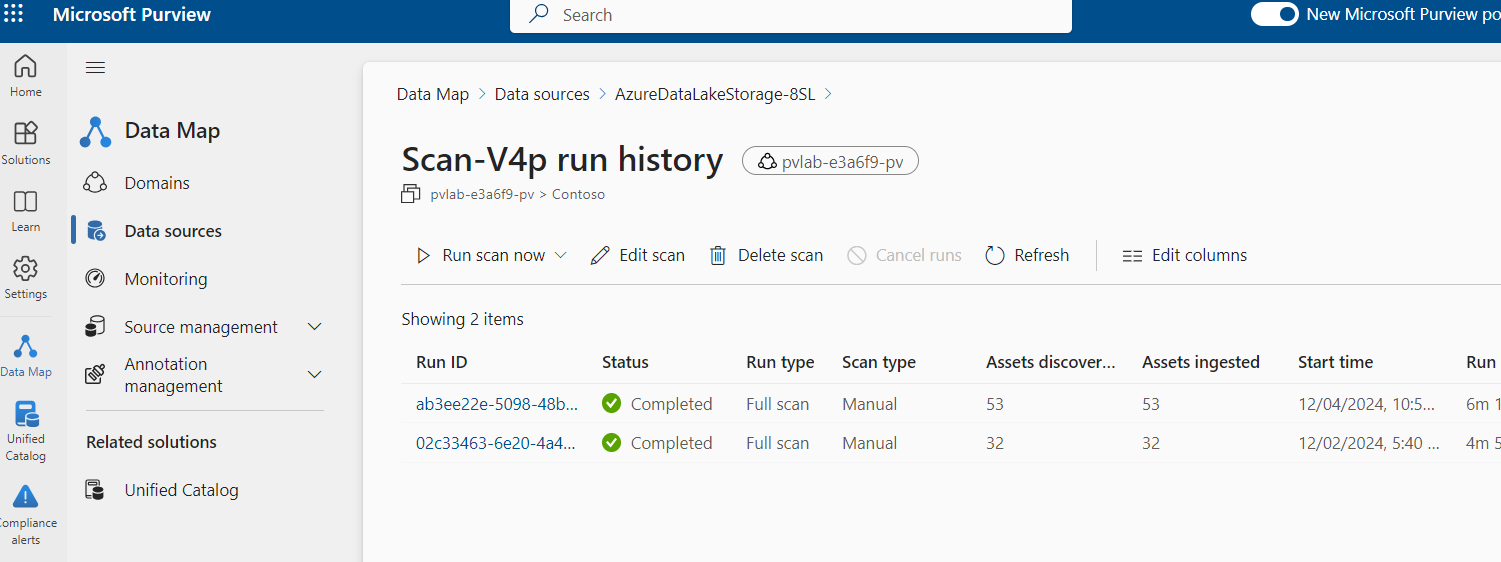 Microsoft Purview
Search
New Microsoft Purview po
Home
Solutions
Learn
Settings
Data Map
Unified
Catalog
Compliance
alerts
Data Map
Domains
Data sources
Monitoring
Source management
Annotation
management
Related solutions
Unified Catalog
Data Map > Data sources > AzureDataLakeStorage-8SL >
Scan-V4p run history pvlab-e3a6f9-pv
pvlab-e3a6f9-pv > Contoso
Run scan now Edit scan Delete scan Cancel runs Refresh Edit columns
Showing 2 items
Run ID Status Run type Scan type Assets discover... Assets ingested Start time Run
ab3ee22e-5098-48b... Completed Full scan Manual 53 53 12/04/2024, 10:5... 6m 1
02c33463-6e20-4a4... Completed Full scan Manual 32 32 12/02/2024, 5:40 ... 4m 5